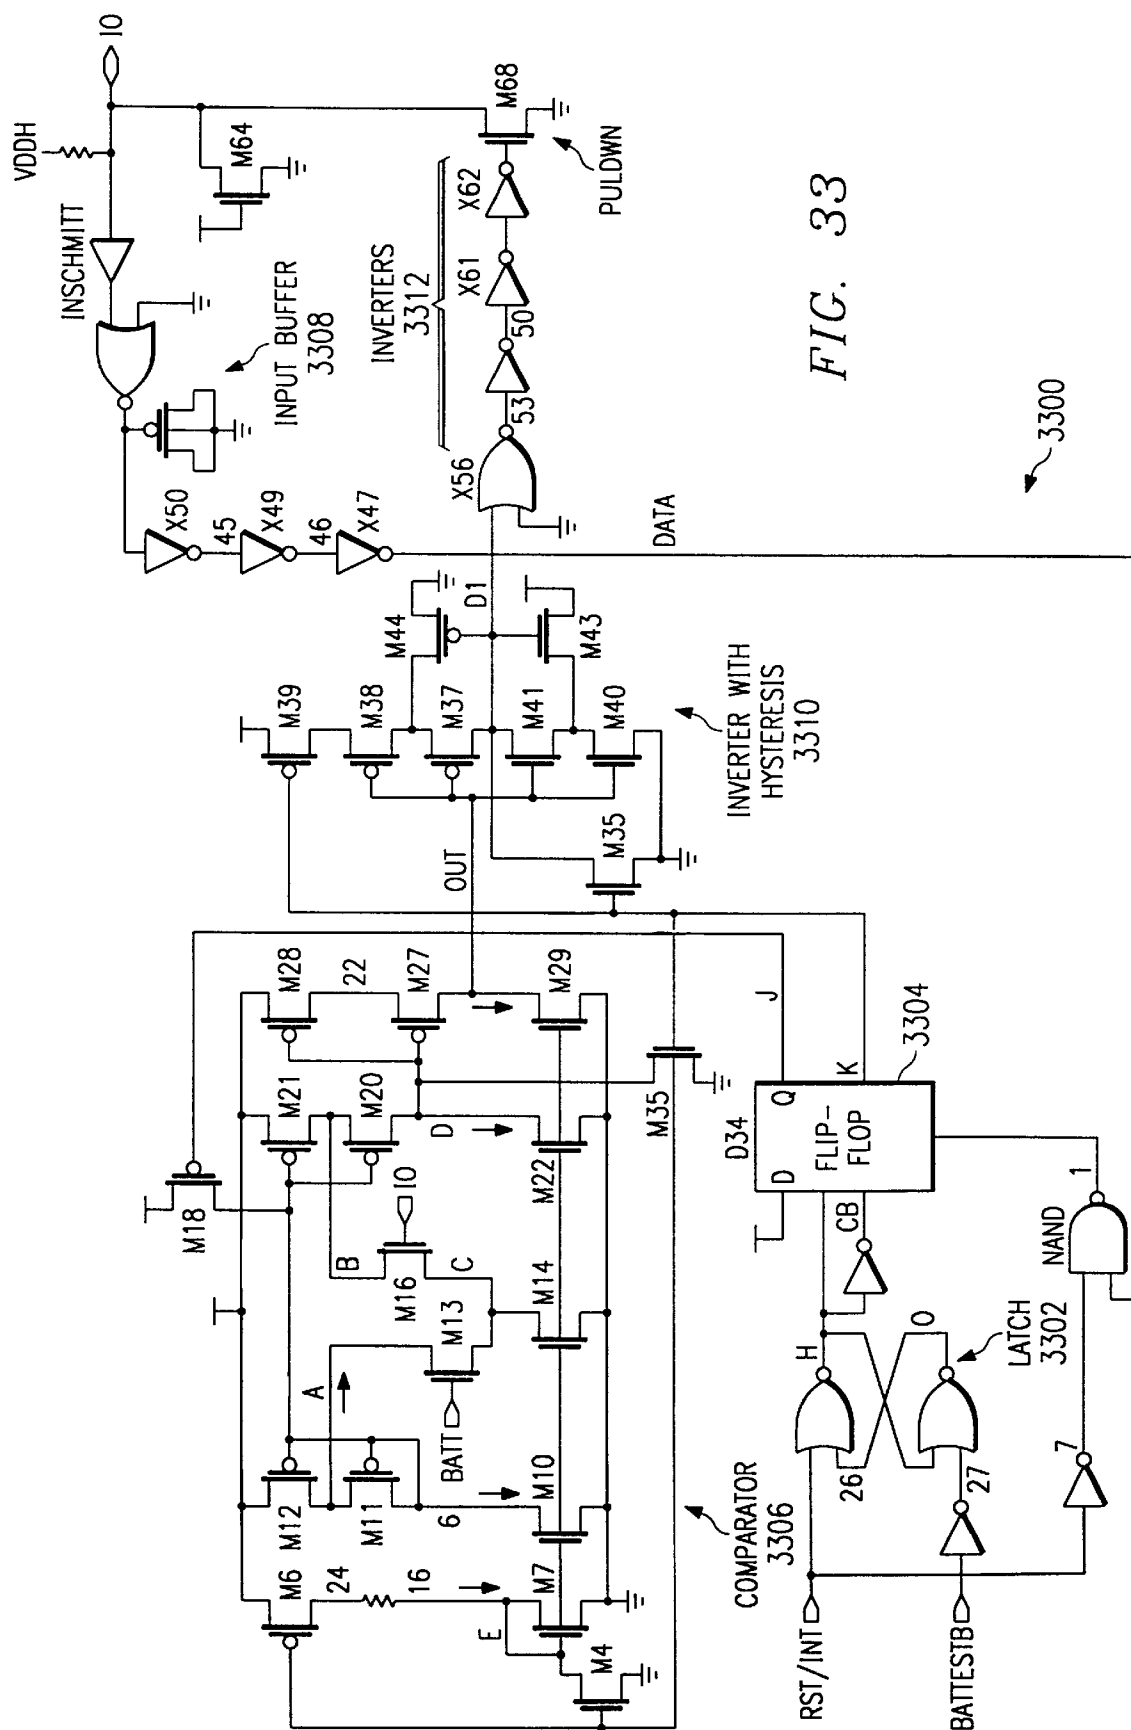 VDDH
IO
INSCHMITT
M64
INPUT BUFFER
3308
X50
45
X49
46
X47
DATA
INVERTERS
3312
X56
53
50
X61
X62
M68
PULDWN
FIG. 33
3300
M39
M38
M37
M41
M40
M44
M43
D1
M35
INVERTER WITH
HYSTERESIS
3310
OUT
M18
M28
22
M27
M29
M21
M20
D
M22
M35
IO
B
M16
C
M14
M13
BATT
A
M12
M11
6
M10
M6
24
16
M7
E
M4
COMPARATOR
3306
J
K
D34
D
Q
FLIP-
FLOP
CB
3304
1
NAND
H
O
LATCH
3302
26
27
7
RST/INT
BATTESTB